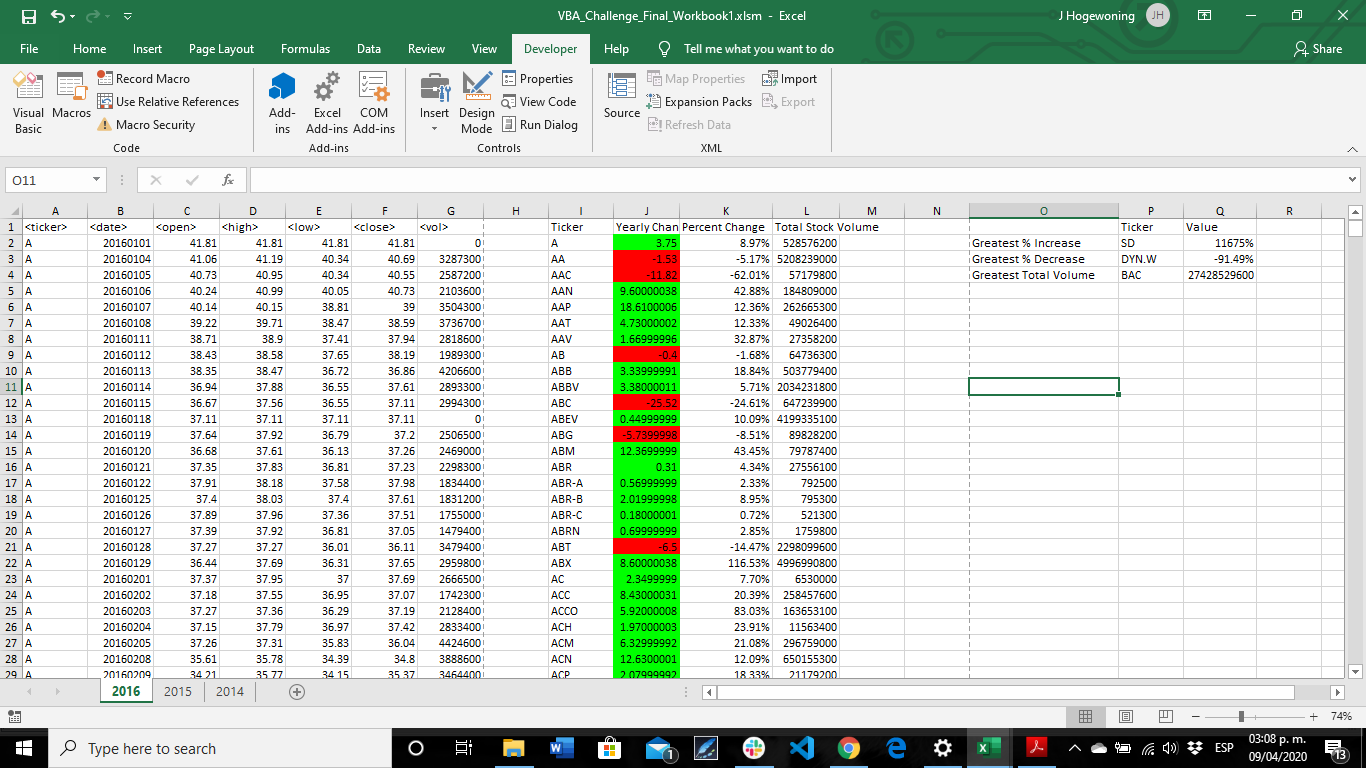 VBA_Challenge_Final_Workbook1.xlsm - Excel
J Hogewoning JH
File Home Insert Page Layout Formulas Data Review View Developer Help Tell me what you want to do Share
Record Macro Properties Map Properties Import
Use Relative References View Code Expansion Packs Export
Macro Security Run Dialog Refresh Data
Visual Basic Macros Add-ins Excel Add-ins COM Add-ins Insert Design Mode Source
Code Add-ins Controls XML
O11 fx
A B C D E F G H I J K L M N O P Q R
1 <ticker> <date> <open> <high> <low> <close> <vol> Ticker Yearly Chan Percent Change Total Stock Volume Ticker Value
2 A 20160101 41.81 41.81 41.81 41.81 0 A 3.75 8.97% 528576200 Greatest % Increase SD 11675%
3 A 20160104 41.06 41.19 40.34 40.69 3287300 AA -1.53 -5.17% 5208239000 Greatest % Decrease DYN.W -91.49%
4 A 20160105 40.73 40.95 40.34 40.55 2587200 AAC -11.82 -62.01% 57179800 Greatest Total Volume BAC 27428529600
5 A 20160106 40.24 40.99 40.05 40.73 2103600 AAN 9.60000038 42.88% 184809000
6 A 20160107 40.14 40.15 38.81 39 3504300 AAP 18.6100006 12.36% 262665300
7 A 20160108 39.22 39.71 38.47 38.59 3736700 AAT 4.73000002 12.33% 49026400
8 A 20160111 38.71 38.9 37.41 37.94 2818600 AAV 1.66999996 32.87% 27358200
9 A 20160112 38.43 38.58 37.65 38.19 1989300 AB -0.4 -1.68% 64736300
10 A 20160113 38.35 38.47 36.72 36.86 4206600 ABB 3.33999991 18.84% 503779400
11 A 20160114 36.94 37.88 36.55 37.61 2893300 ABBV 3.38000011 5.71% 2034231800
12 A 20160115 36.67 37.56 36.55 37.11 2994300 ABC -25.52 -24.61% 647239900
13 A 20160118 37.11 37.11 37.11 37.11 0 ABEV 0.44999999 10.09% 4199335100
14 A 20160119 37.64 37.92 36.79 37.2 2506500 ABG -5.7399998 -8.51% 89828200
15 A 20160120 36.68 37.61 36.13 37.26 2469000 ABM 12.3699999 43.45% 79787400
16 A 20160121 37.35 37.83 36.81 37.23 2298300 ABR 0.31 4.34% 27556100
17 A 20160122 37.91 38.18 37.58 37.98 1834400 ABR-A 0.56999999 2.33% 792500
18 A 20160125 37.4 38.03 37.4 37.61 1831200 ABR-B 2.01999998 8.95% 795300
19 A 20160126 37.89 37.96 37.36 37.51 1755000 ABR-C 0.18000001 0.72% 521300
20 A 20160127 37.39 37.92 36.81 37.05 1479400 ABRN 0.69999999 2.85% 1759800
21 A 20160128 37.27 37.27 36.01 36.11 3479400 ABT -6.5 -14.47% 2298099600
22 A 20160129 36.44 37.69 36.31 37.65 2959800 ABX 8.60000038 116.53% 4996990800
23 A 20160201 37.37 37.95 37 37.69 2666500 AC 2.3499999 7.70% 6530000
24 A 20160202 37.18 37.55 36.95 37.07 1742300 ACC 8.43000031 20.39% 258457600
25 A 20160203 37.27 37.36 36.29 37.19 2128400 ACCO 5.92000008 83.03% 163653100
26 A 20160204 37.15 37.79 36.97 37.42 2833400 ACH 1.97000003 23.91% 11563400
27 A 20160205 37.26 37.31 35.83 36.04 4424600 ACM 6.32999992 21.08% 296759000
28 A 20160208 35.61 35.78 34.39 34.8 3888600 ACN 12.6300001 12.09% 650155300
29 A 20160209 34.21 35.77 34.15 35.37 3464400 ACP 2.07999992 18.33% 21179200
2016 2015 2014
74%
Type here to search 1 ESP 03:08 p. m.
09/04/2020 13